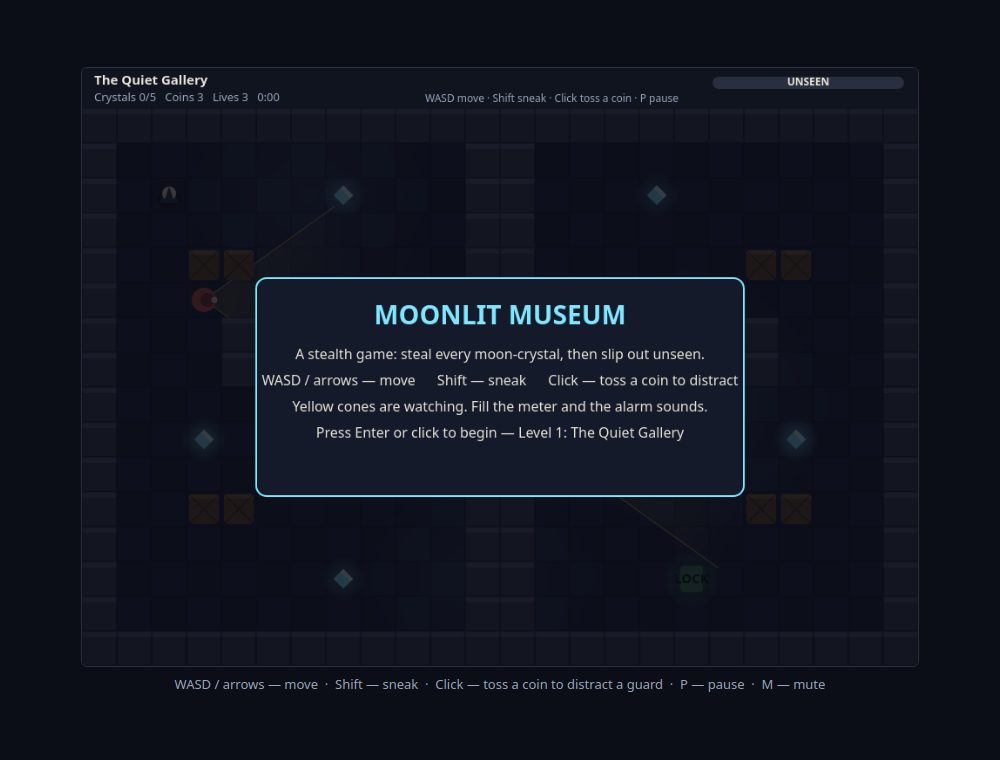 The Quiet Gallery
UNSEEN
Crystals 0/5 Coins 3 Lives 3 0:00
WASD move · Shift sneak · Click toss a coin · P pause
MOONLIT MUSEUM
A stealth game: steal every moon-crystal, then slip out unseen.
WASD / arrows — move Shift — sneak Click — toss a coin to distract
Yellow cones are watching. Fill the meter and the alarm sounds.
Press Enter or click to begin — Level 1: The Quiet Gallery
LOCK
WASD / arrows — move · Shift — sneak · Click — toss a coin to distract a guard · P — pause · M — mute